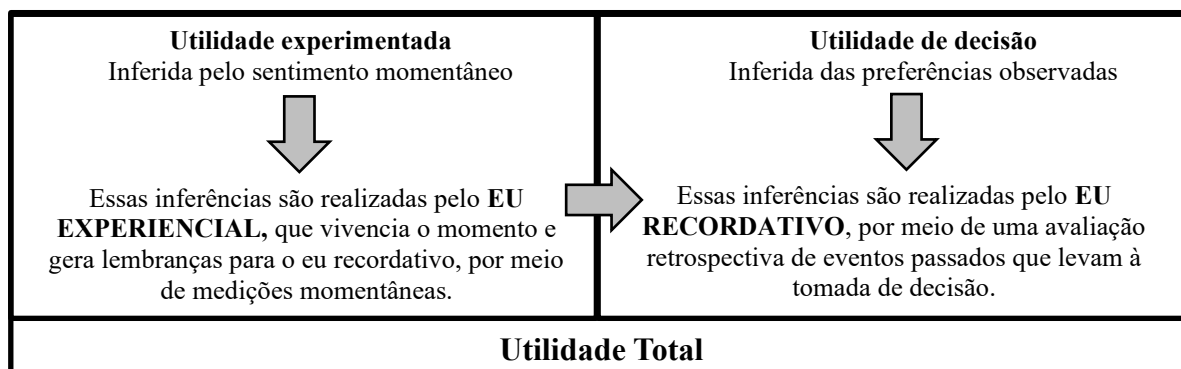 Utilidade experimentada
Inferida pelo sentimento momentâneo
Essas inferências são realizadas pelo EU
EXPERIENCIAL, que vivencia o momento e
gera lembranças para o eu recordativo, por meio
de medições momentâneas.
Utilidade de decisão
Inferida das preferências observadas
Essas inferências são realizadas pelo EU
RECORDATIVO, por meio de uma avaliação
retrospectiva de eventos passados que levam à
tomada de decisão.
Utilidade Total